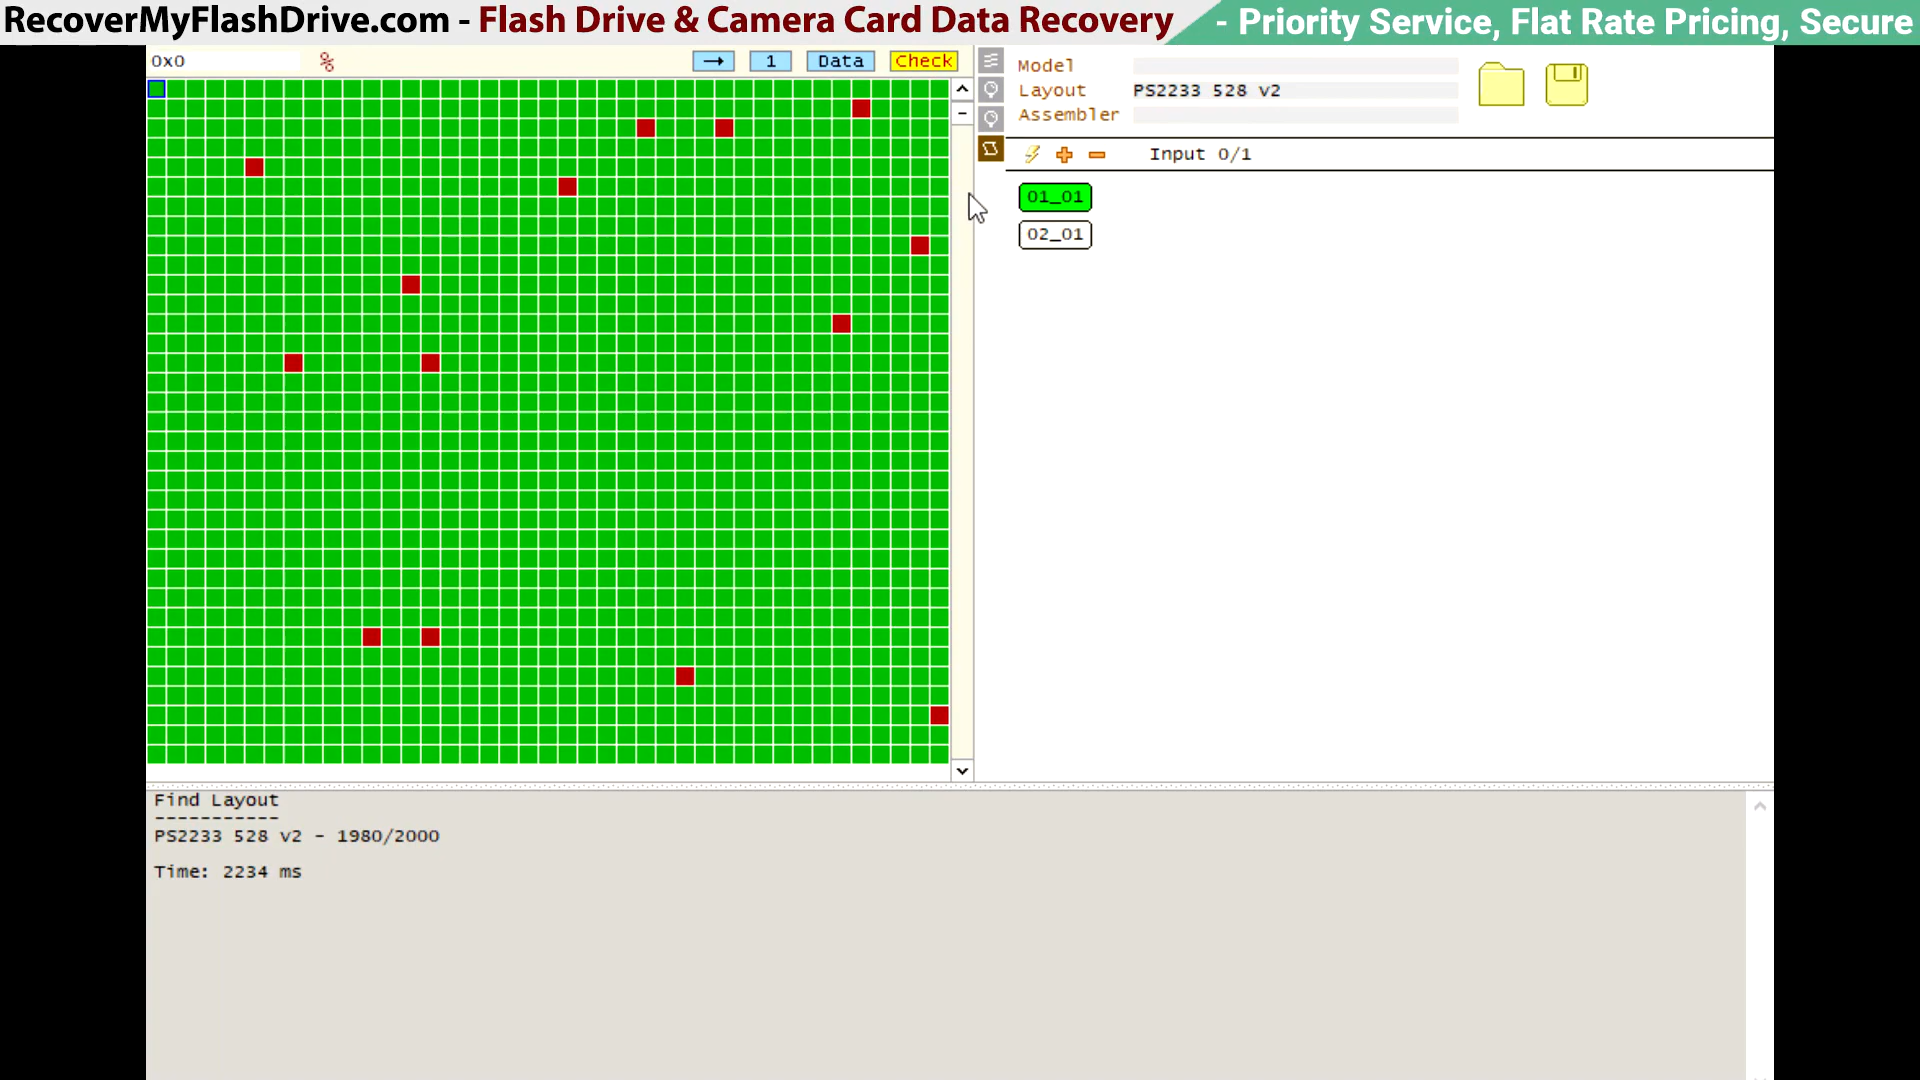 RecoverMyFlashDrive.com - Flash Drive & Camera Card Data Recovery - Priority Service, Flat Rate Pricing, Secure
0x0 % → 1 Data Check
Model
Layout PS2233 528 v2
Assembler
Input 0/1
01_01
02_01
Find Layout
-----------
PS2233 528 v2 - 1980/2000
Time: 2234 ms